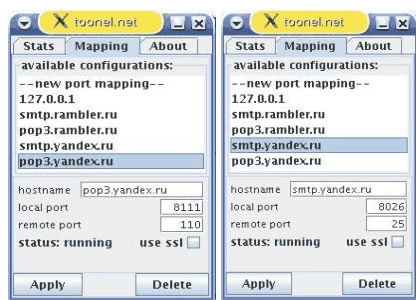 toonel.net
Stats Mapping About
available configurations:
--new port mapping--
127.0.0.1
smtp.rambler.ru
pop3.rambler.ru
smtp.yandex.ru
pop3.yandex.ru
hostname pop3.yandex.ru
local port 8111
remote port 110
status: running use ssl
Apply Delete
toonel.net
Stats Mapping About
available configurations:
--new port mapping--
127.0.0.1
smtp.rambler.ru
pop3.rambler.ru
smtp.yandex.ru
pop3.yandex.ru
hostname smtp.yandex.ru
local port 8026
remote port 25
status: running use ssl
Apply Delete